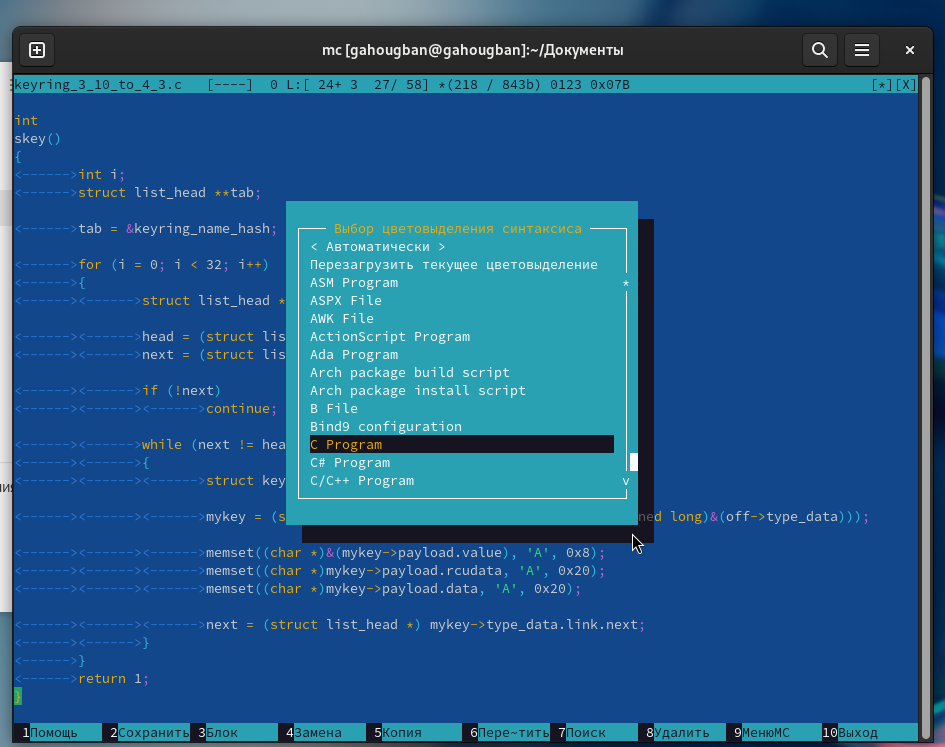 mc [gahougban@gahougban]:~/Документы
keyring_3_10_to_4_3.c   [----]  0 L:[ 24+ 3  27/ 58] *(218 / 843b) 0123 0x07B [*][X]
int
skey()
{
<------>int i;
<------>struct list_head **tab;
<------>tab = &keyring_name_hash;
<------>for (i = 0; i < 32; i++)
<------>{
<------><------>struct list_head *
<------><------>head = (struct lis
<------><------>next = (struct lis
<------><------>if (!next)
<------><------><------>continue;
<------><------>while (next != hea
<------><------>{
<------><------><------>struct key
<------><------><------>mykey = (s ned long)&(off->type_data)));
<------><------><------>memset((char *)&(mykey->payload.value), 'A', 0x8);
<------><------><------>memset((char *)mykey->payload.rcudata, 'A', 0x20);
<------><------><------>memset((char *)mykey->payload.data, 'A', 0x20);
<------><------><------>next = (struct list_head *) mykey->type_data.link.next;
<------><------>}
<------>}
<------>return 1;
}
Выбор цветовыделения синтаксиса
< Автоматически >
Перезагрузить текущее цветовыделение
ASM Program
ASPX File
AWK File
ActionScript Program
Ada Program
Arch package build script
Arch package install script
B File
Bind9 configuration
C Program
C# Program
C/C++ Program
1Помощь 2Сохранить 3Блок 4Замена 5Копия 6Пере~тить 7Поиск 8Удалить 9МенюMC 10Выход